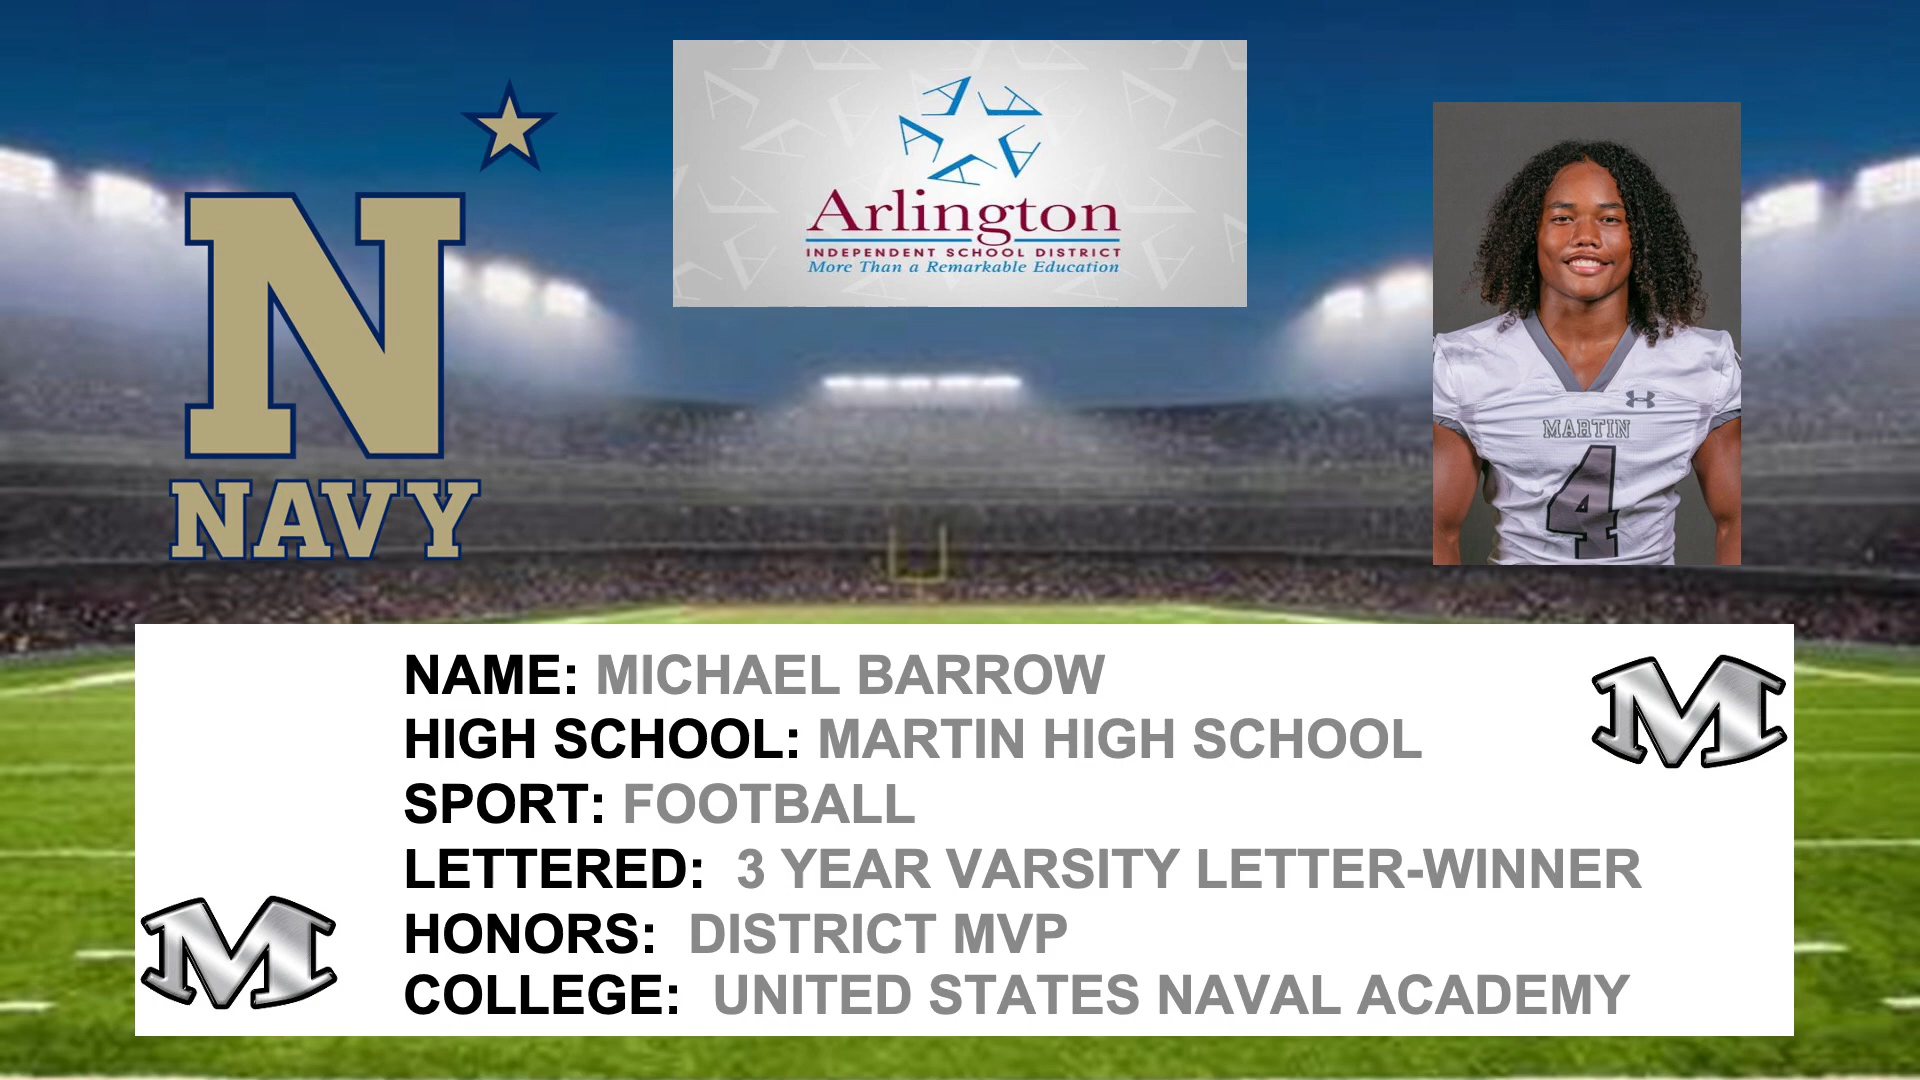 N
NAVY
Arlington
INDEPENDENT SCHOOL DISTRICT
More Than a Remarkable Education
MARTIN
4
NAME: MICHAEL BARROW
HIGH SCHOOL: MARTIN HIGH SCHOOL
SPORT: FOOTBALL
LETTERED: 3 YEAR VARSITY LETTER-WINNER
HONORS: DISTRICT MVP
COLLEGE: UNITED STATES NAVAL ACADEMY
M
M